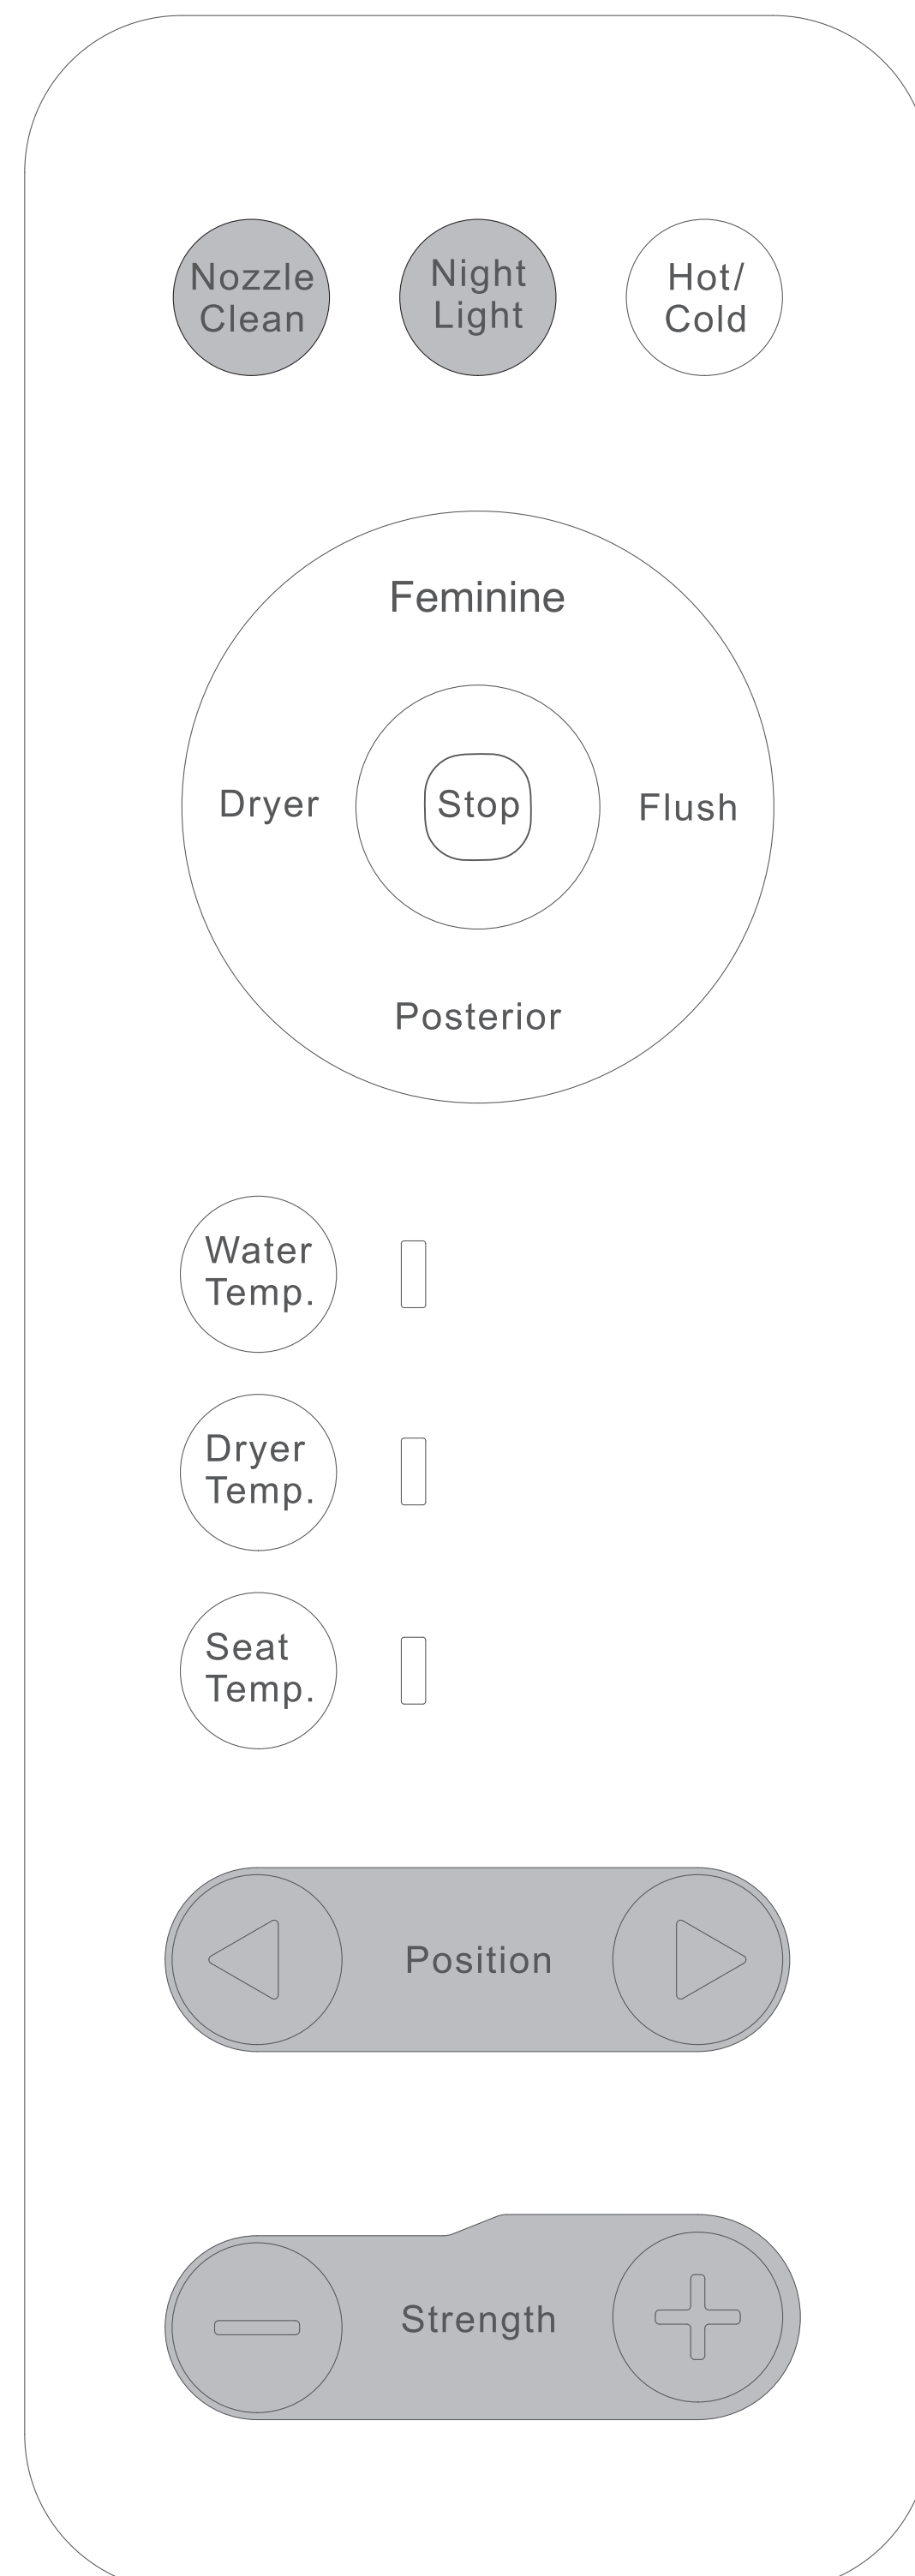 Nozzle
Clean
Night
Light
Hot/
Cold
Feminine
Dryer
Stop
Flush
Posterior
Water
Temp.
Dryer
Temp.
Seat
Temp.
Position
Strength